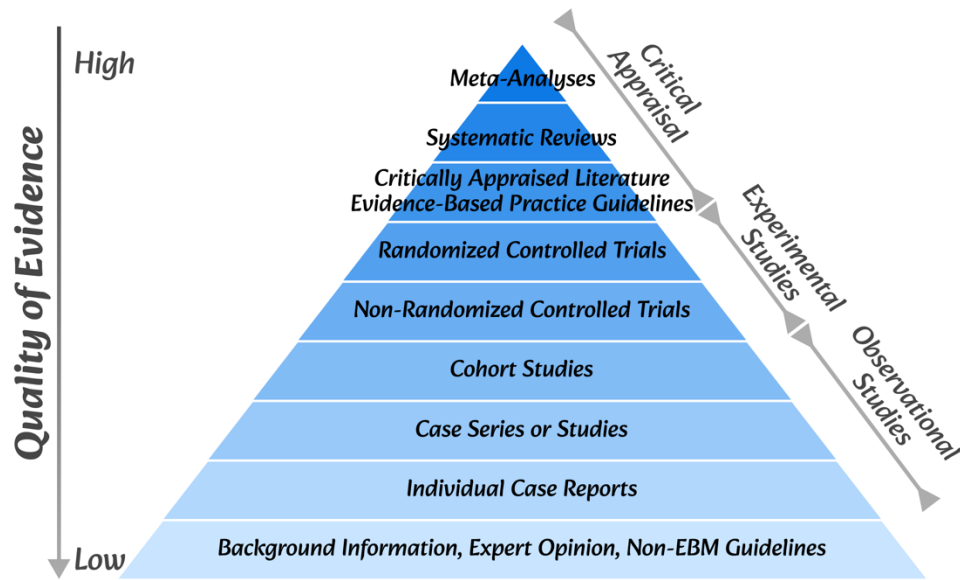 Quality of Evidence
High
Low
Meta-Analyses
Systematic Reviews
Critically Appraised Literature
Evidence-Based Practice Guidelines
Randomized Controlled Trials
Non-Randomized Controlled Trials
Cohort Studies
Case Series or Studies
Individual Case Reports
Background Information, Expert Opinion, Non-EBM Guidelines
Critical
Appraisal
Experimental
Studies
Observational
Studies